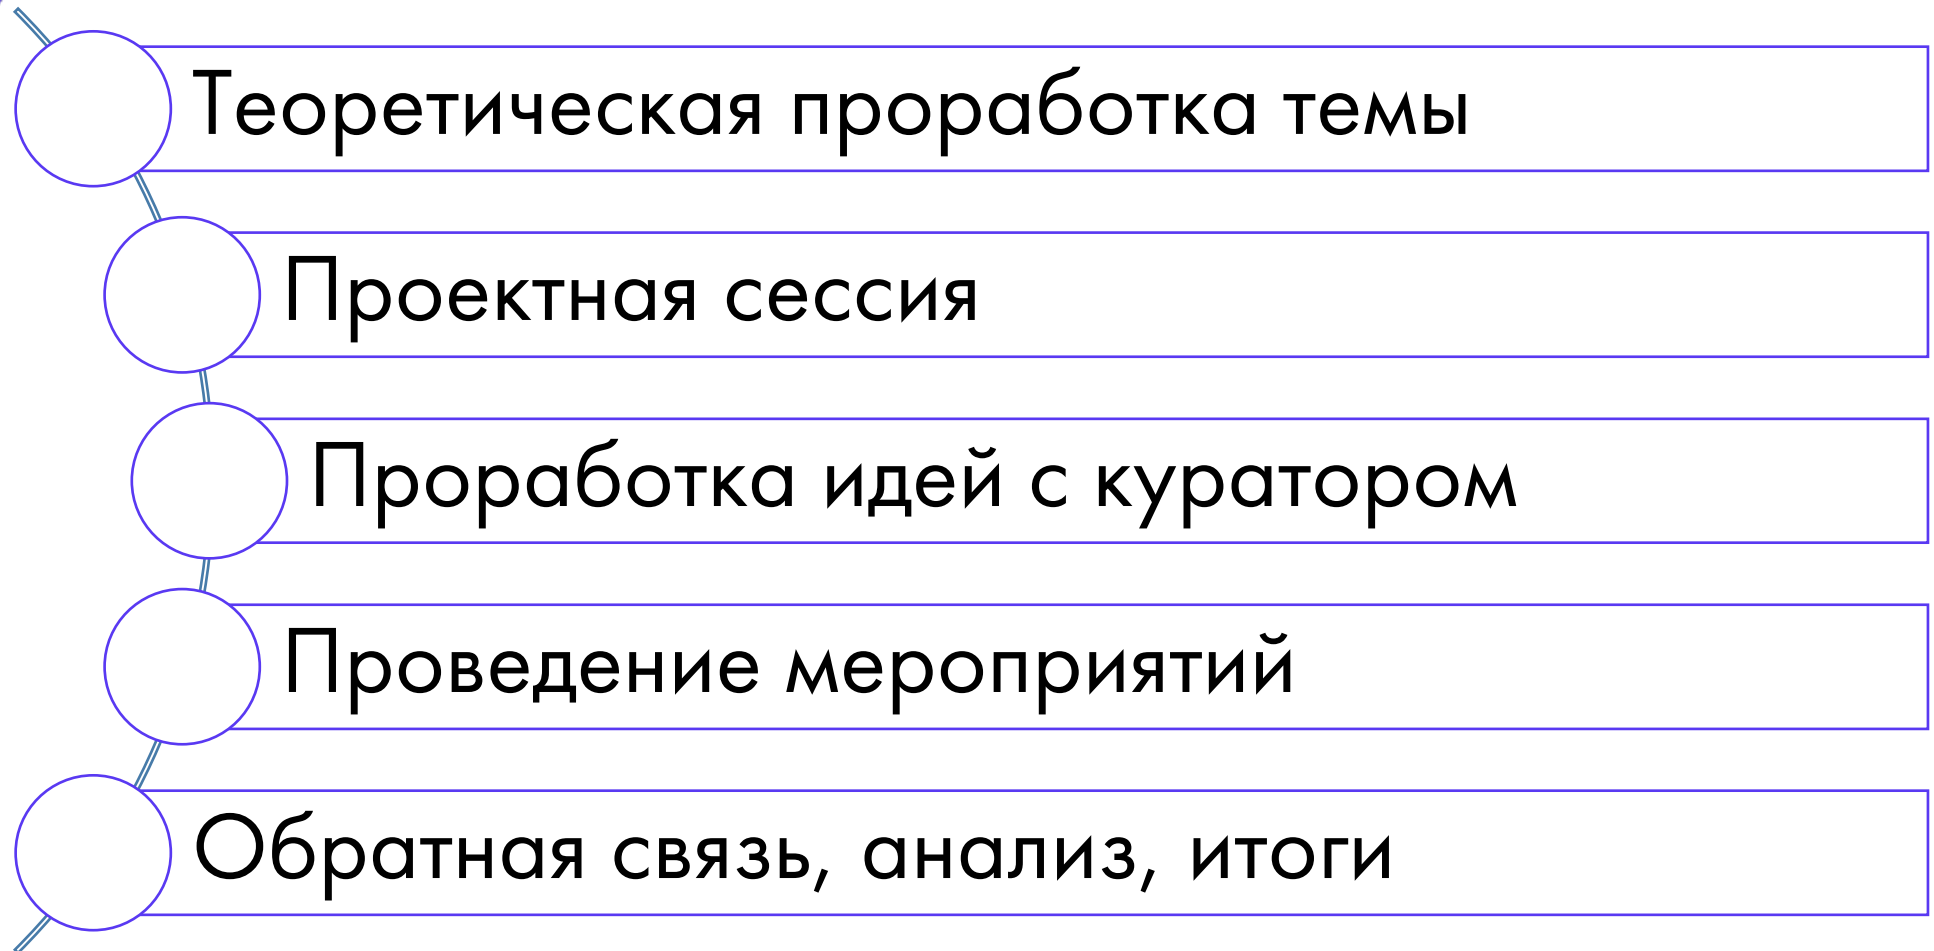 Теоретическая проработка темы
Проектная сессия
Проработка идей с куратором
Проведение мероприятий
Обратная связь, анализ, итоги